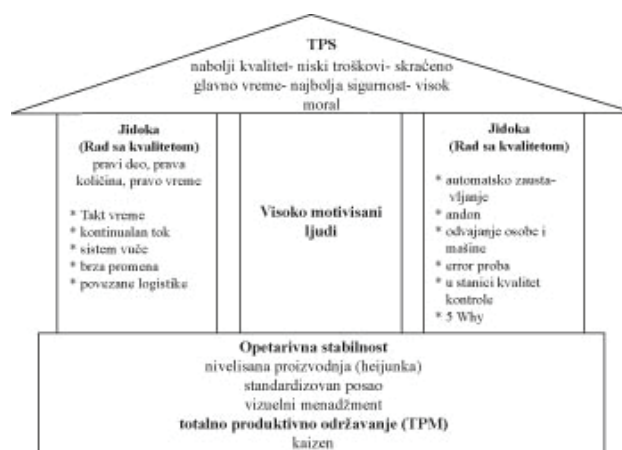 TPS
nabolji kvalitet- niski troškovi- skraćeno
glavno vreme- najbolja sigurnost- visok
moral
Jidoka
(Rad sa kvalitetom)
pravi deo, prava
količina, pravo vreme
* Takt vreme
* kontinualan tok
* sistem vuče
* brza promena
* povezane logistike
Visoko motivisani
ljudi
Jidoka
(Rad sa kvalitetom)
* automatsko zausta-
vljanje
* andon
* odvajanje osobe i
mašine
* error proba
* u stanici kvalitet
kontrole
* 5 Why
Opetarivna stabilnost
nivelisana proizvodnja (heijunka)
standardizovan posao
vizuelni menadžment
totalno produktivno održavanje (TPM)
kaizen